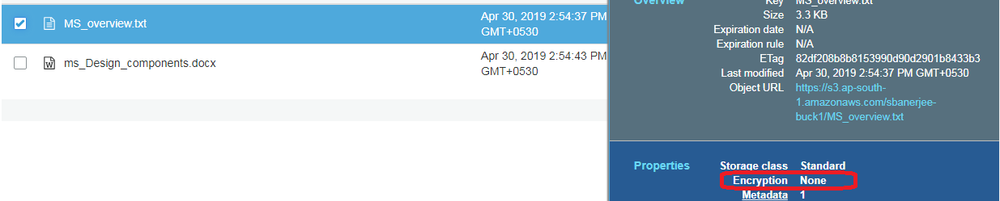 MS_overview.txt
Apr 30, 2019 2:54:37 PM
GMT+0530
ms_Design_components.docx
Apr 30, 2019 2:54:43 PM
GMT+0530
Overview
Key MS_overview.txt
Size 3.3 KB
Expiration date N/A
Expiration rule N/A
ETag 82df208b8b8153990d90d2901b8433b3
Last modified Apr 30, 2019 2:54:37 PM GMT+0530
Object URL https://s3.ap-south-
1.amazonaws.com/sbanerjee-
buck1/MS_overview.txt
Properties
Storage class Standard
Encryption None
Metadata 1